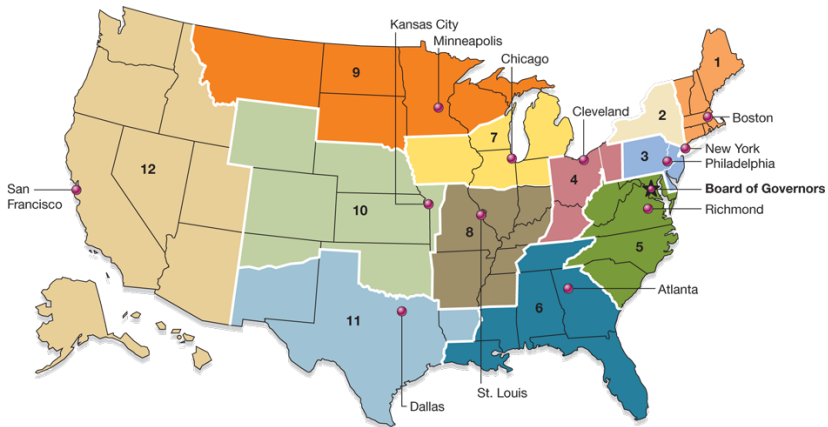 Kansas City
Minneapolis
Chicago
1
9
2
Cleveland
Boston
7
New York
3
Philadelphia
12
4
San
Francisco
Board of Governors
10
Richmond
8
5
Atlanta
6
11
St. Louis
Dallas